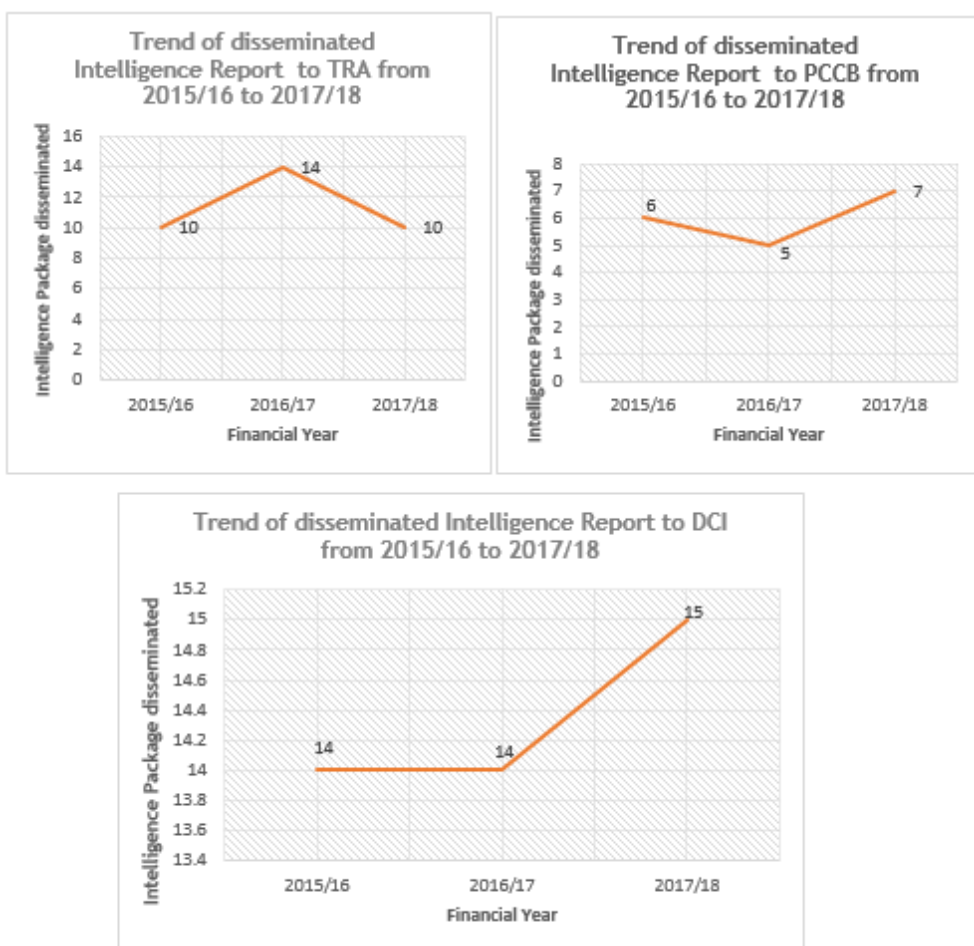 Trend of disseminated
Intelligence Report to TRA from
2015/16 to 2017/18
Intelligence Package disseminated
16
14
12
10
8
6
4
2
0
10
14
10
2015/16 2016/17 2017/18
Financial Year
Trend of disseminated
Intelligence Report to PCCB from
2015/16 to 2017/18
Intelligence Package disseminated
8
7
6
5
4
3
2
1
0
6
5
7
2015/16 2016/17 2017/18
Financial Year
Trend of disseminated Intelligence Report to DCI
from 2015/16 to 2017/18
Intelligence Package disseminated
15.2
15
14.8
14.6
14.4
14.2
14
13.8
13.6
13.4
14
14
15
2015/16 2016/17 2017/18
Financial Year